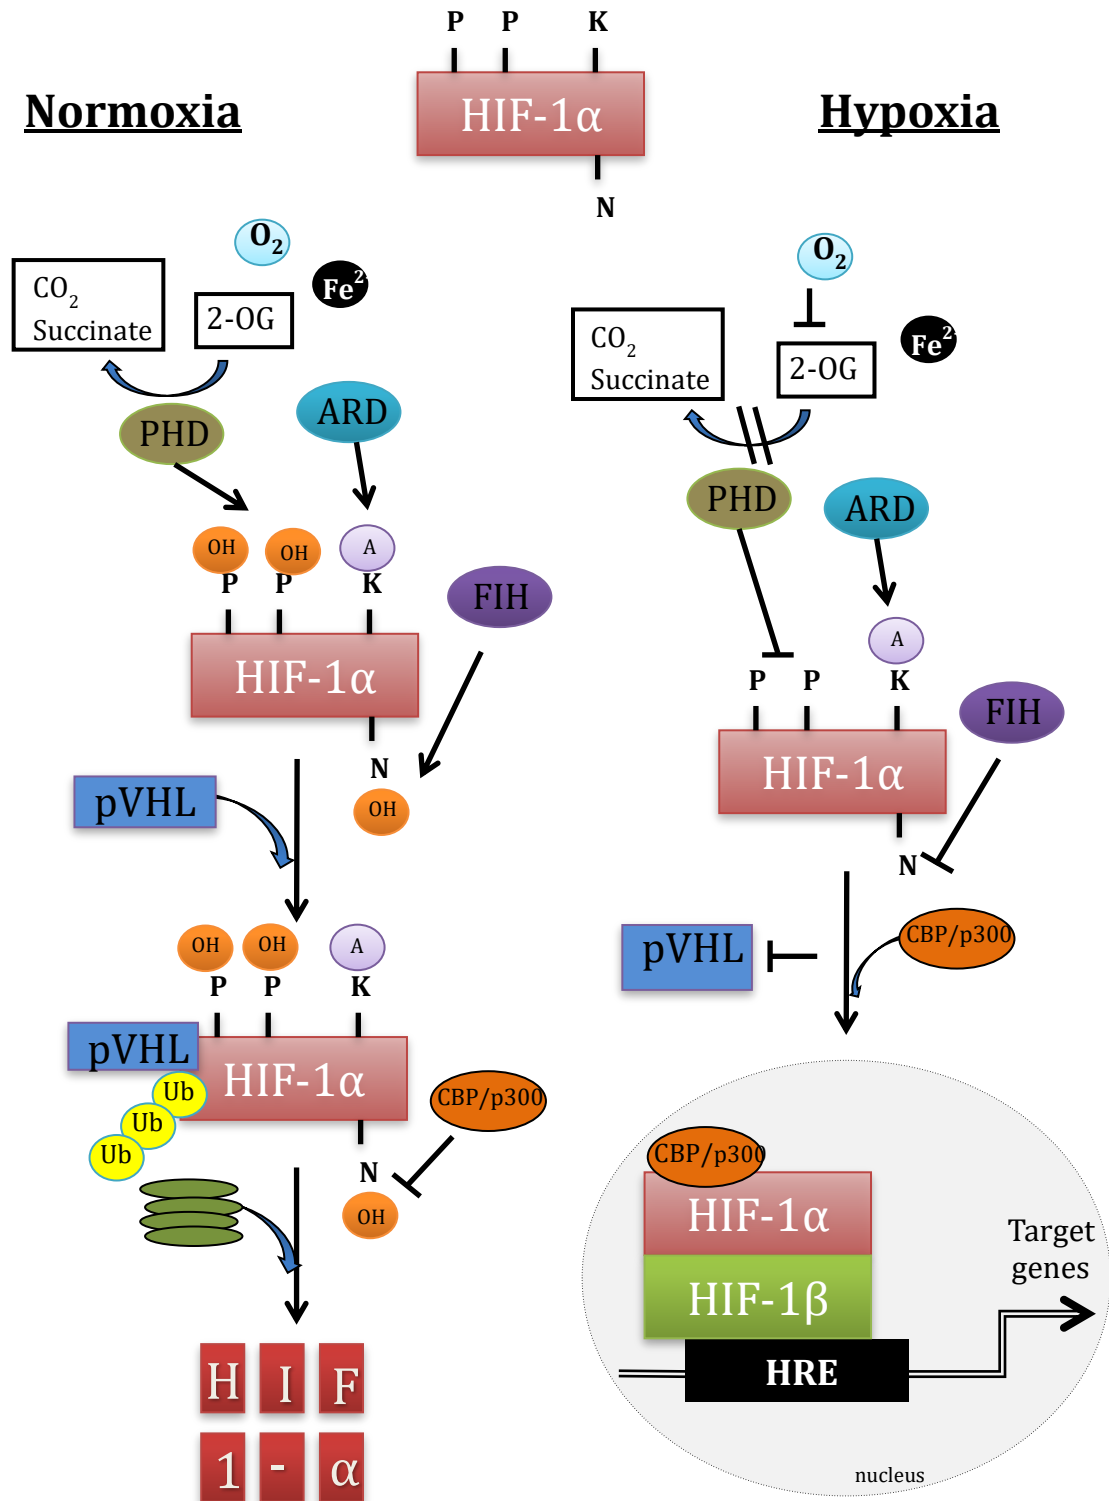 P P K
Normoxia
HIF-1α
Hypoxia
N
O2
Fe2
CO2
Succinate
2-OG
PHD
ARD
OH
OH
A
P P K
FIH
HIF-1α
N
OH
pVHL
OH
OH
A
P P K
pVHL
HIF-1α
Ub
Ub
Ub
CBP/p300
N
OH
H I F
1 - α
O2
Fe2
CO2
Succinate
2-OG
PHD
ARD
A
P P K
FIH
HIF-1α
N
pVHL
CBP/p300
CBP/p300
HIF-1α
HIF-1β
HRE
Target
genes
nucleus